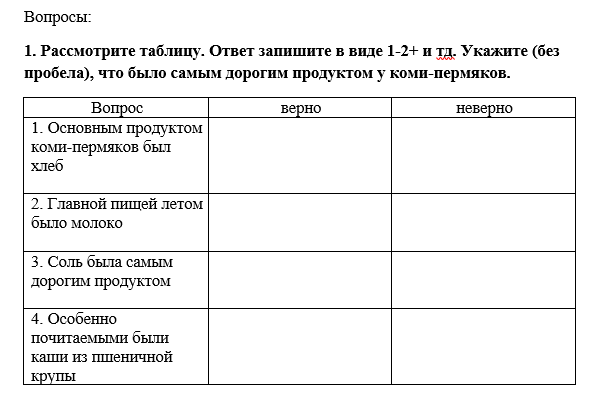 Вопросы:
1. Рассмотрите таблицу. Ответ запишите в виде 1-2+ и тд. Укажите (без
пробела), что было самым дорогим продуктом у коми-пермяков.
Вопрос верно неверно
1. Основным продуктом
коми-пермяков был
хлеб
2. Главной пищей летом
было молоко
3. Соль была самым
дорогим продуктом
4. Особенно
почитаемыми были
каши из пшеничной
крупы